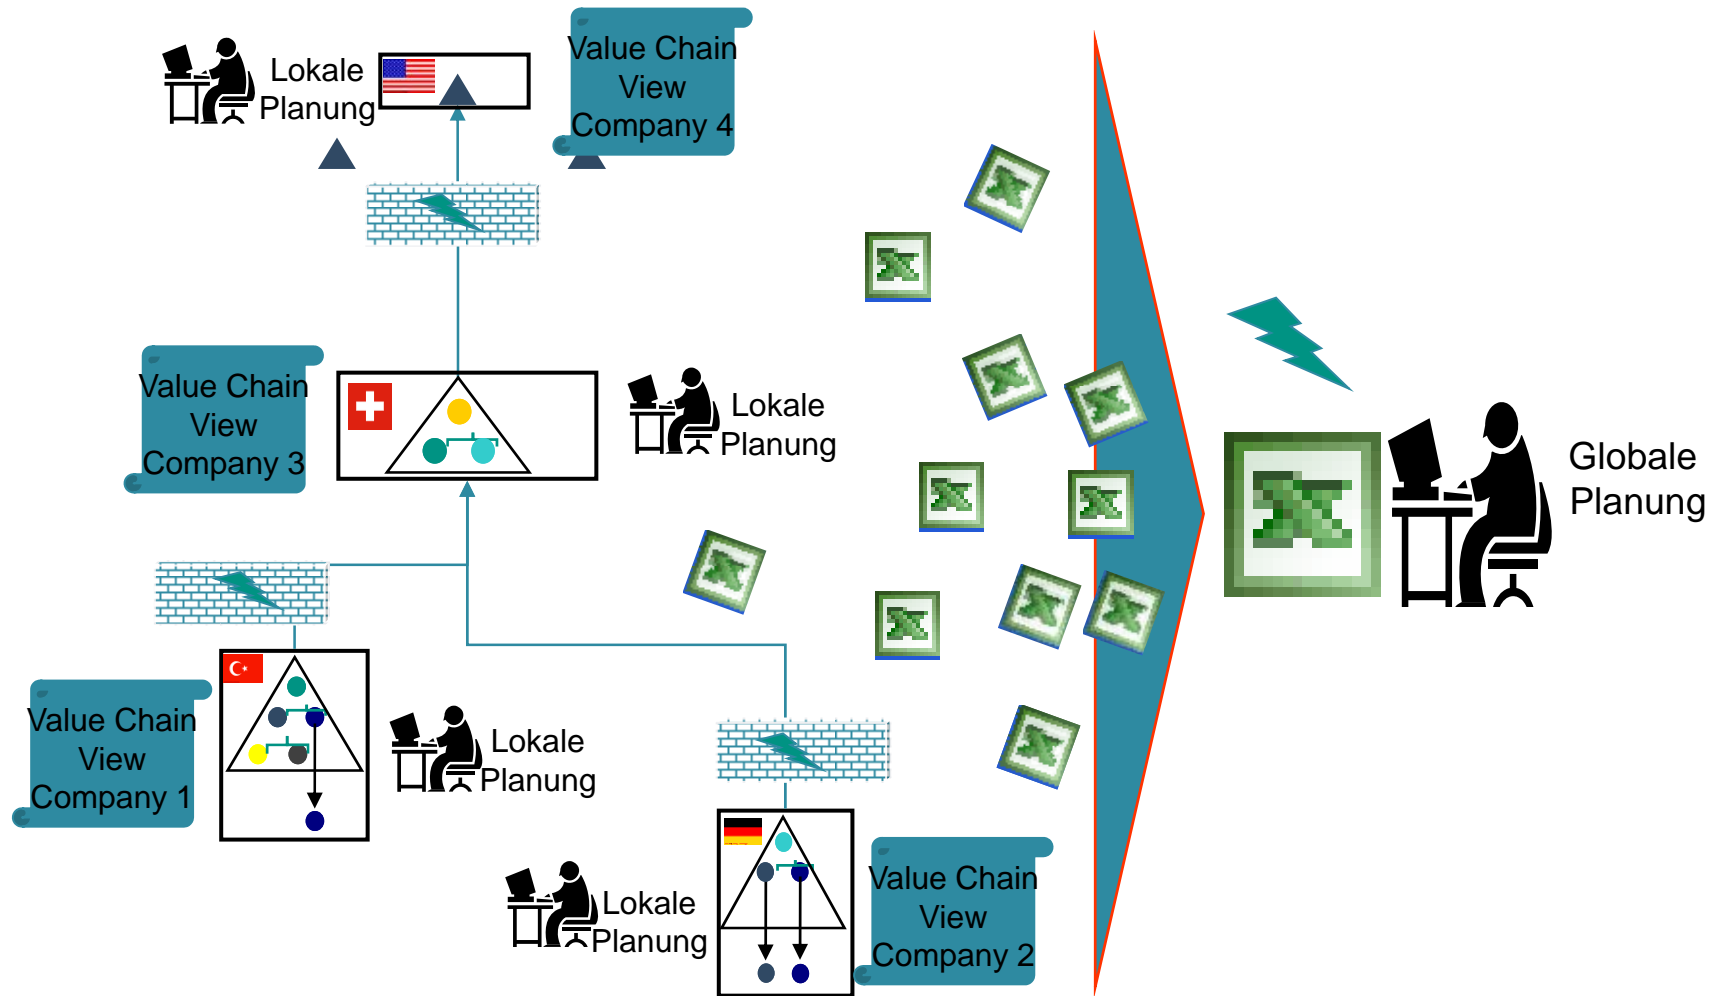 Lokale
Planung
Value Chain
View
Company 4
Value Chain
View
Company 3
Lokale
Planung
Globale
Planung
Value Chain
View
Company 1
Lokale
Planung
Lokale
Planung
Value Chain
View
Company 2